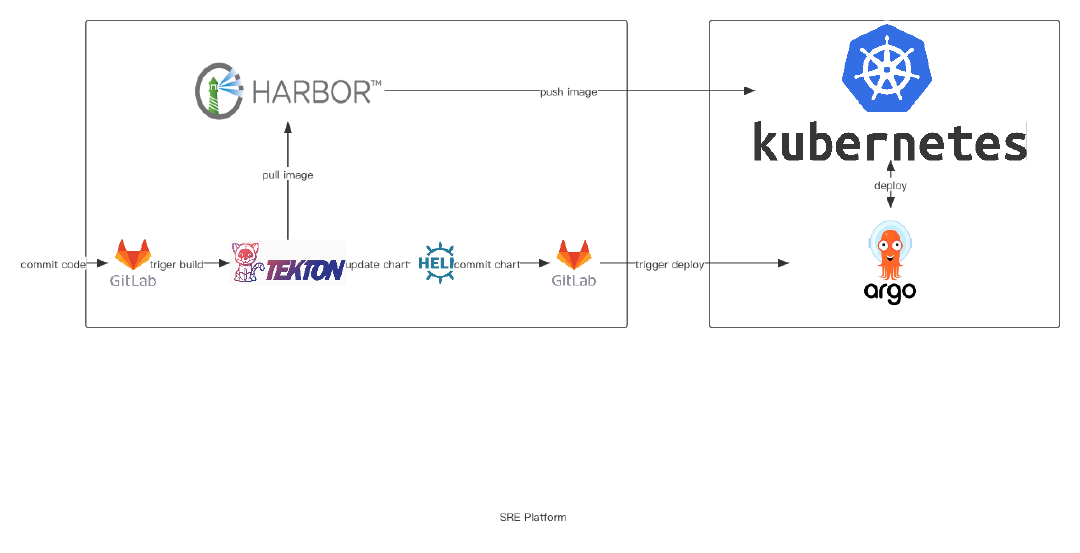 HARBOR™
push image
kubernetes
pull image
deploy
commit code
GitLab
triger build
TEKTON
update chart
HELI
commit chart
GitLab
trigger deploy
argo
SRE Platform